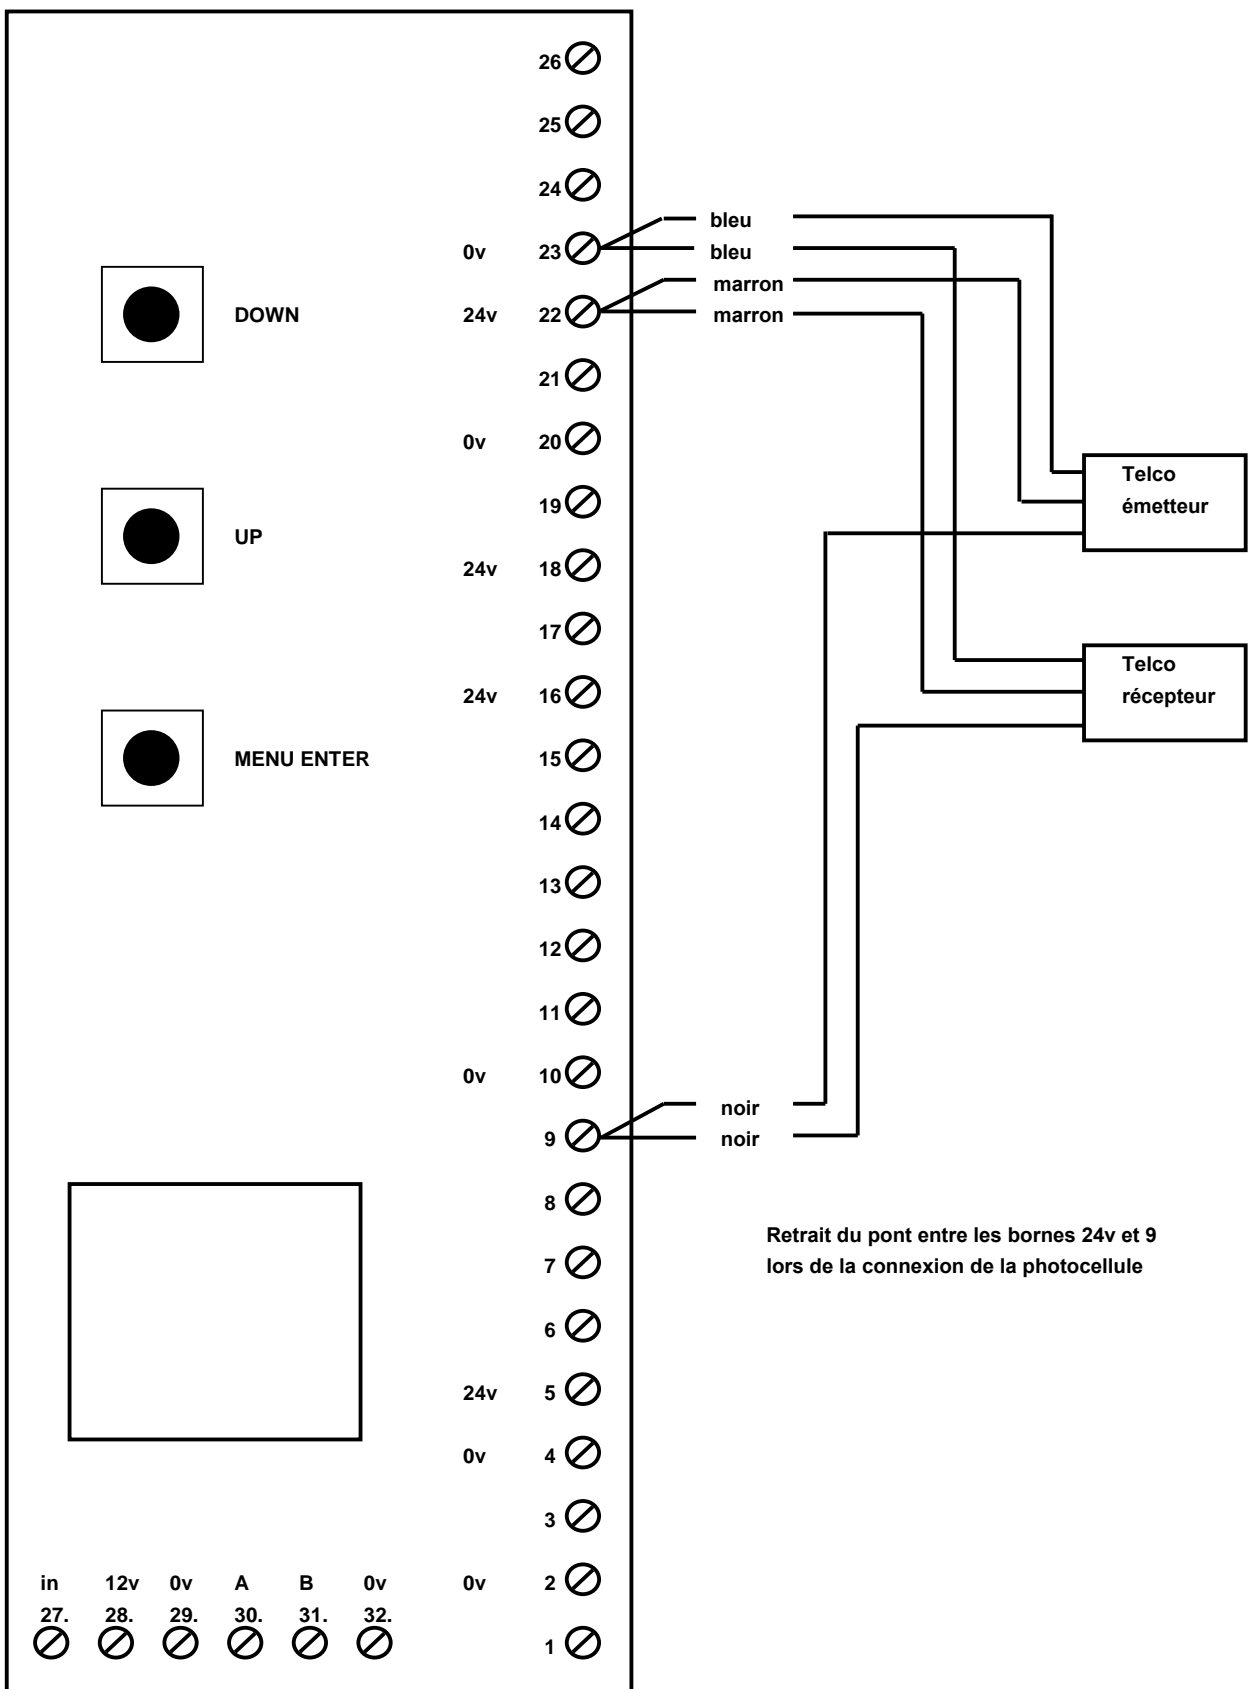 26
25
24
bleu
0v 23 bleu
marron
DOWN 24v 22 marron
21
0v 20
Telco
émetteur
19
UP
24v 18
17
Telco
récepteur
24v 16
MENU ENTER 15
14
13
12
11
0v 10
noir
9 noir
8
Retrait du pont entre les bornes 24v et 9
lors de la connexion de la photocellule
7
6
24v 5
0v 4
3
in 12v 0v A B 0v 0v 2
27. 28. 29. 30. 31. 32.
1